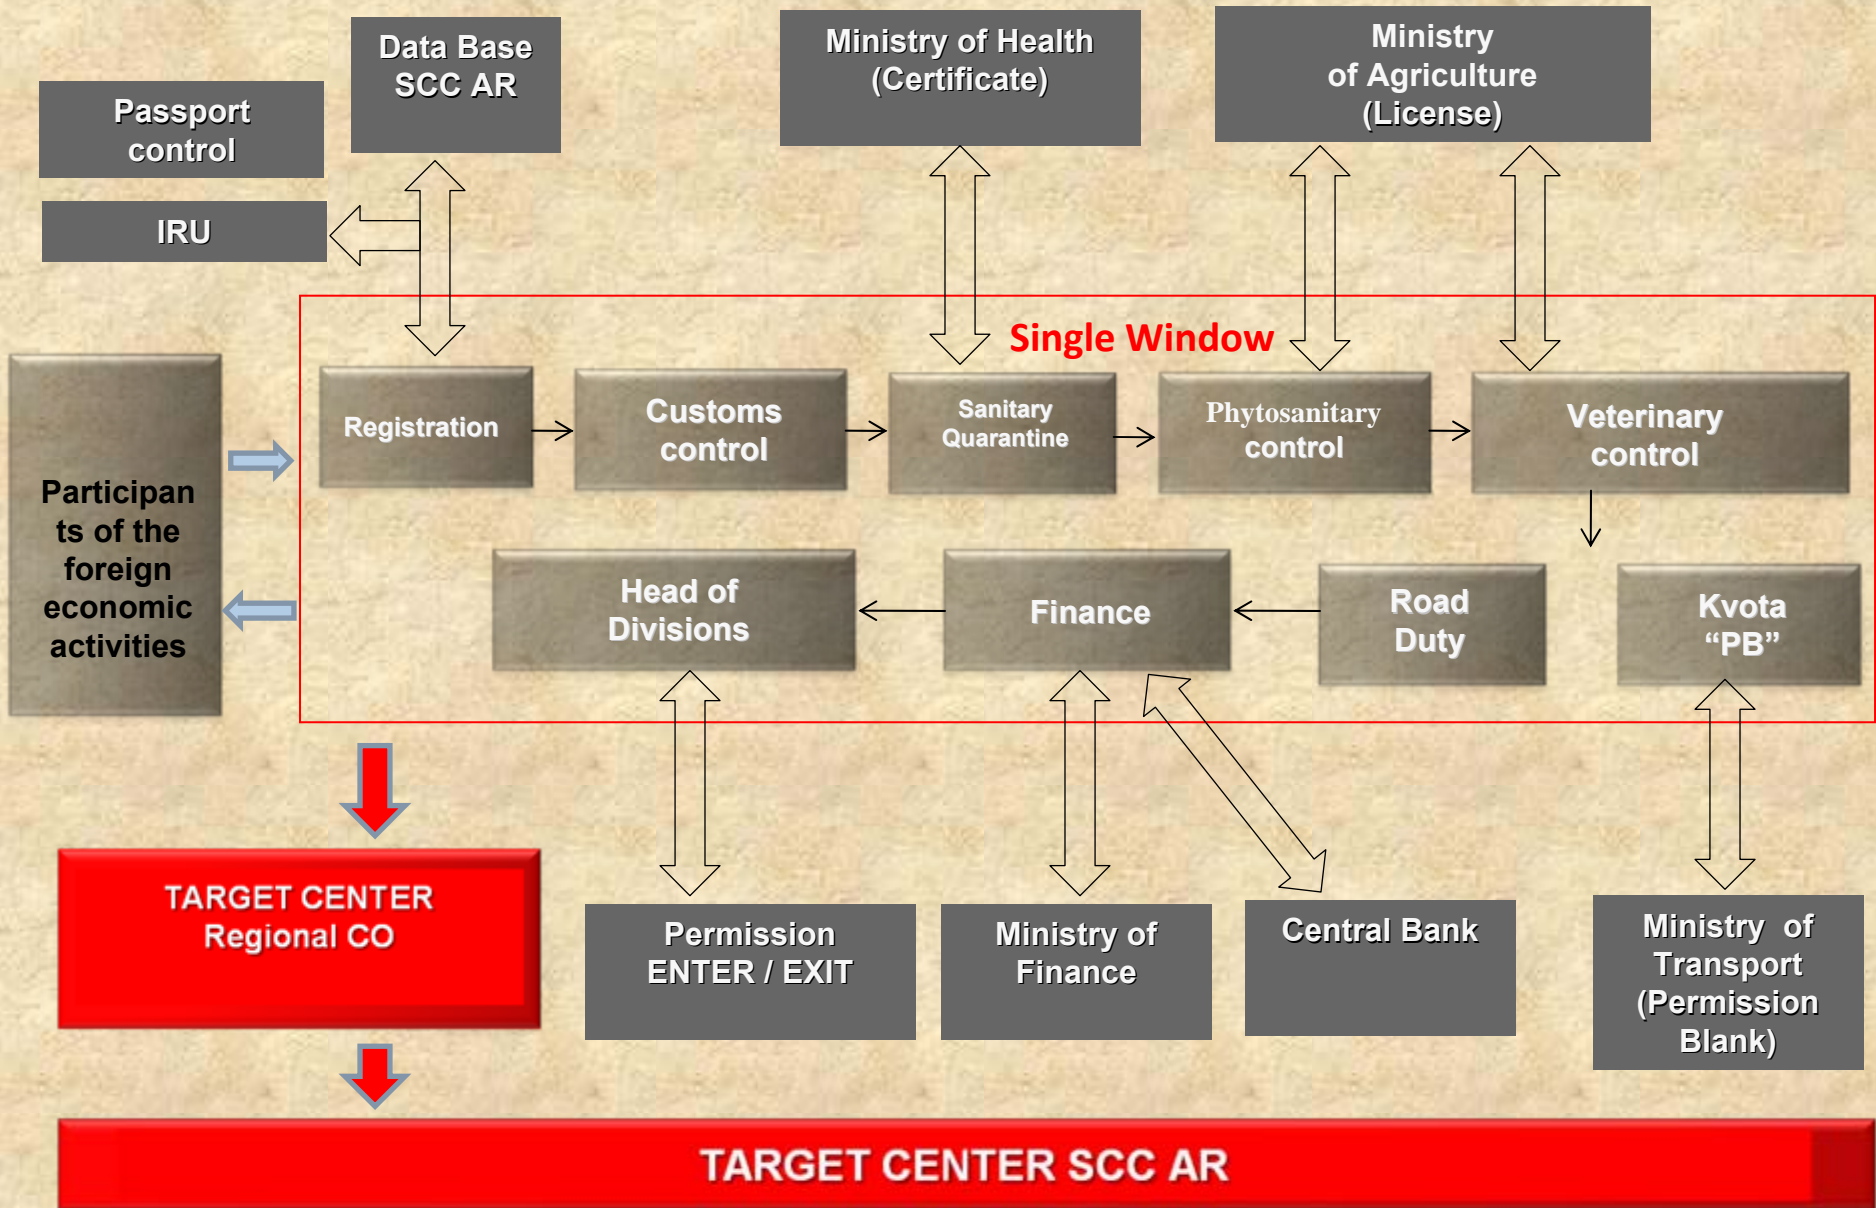 Data Base
SCC AR
Ministry of Health
(Certificate)
Ministry
of Agriculture
(License)
Passport
control
IRU
Single Window
Participan
ts of the
foreign
economic
activities
Registration
Customs
control
Sanitary
Quarantine
Phytosanitary
control
Veterinary
control
Head of
Divisions
Finance
Road
Duty
Kvota
“PB”
TARGET CENTER
Regional CO
Permission
ENTER / EXIT
Ministry of
Finance
Central Bank
Ministry of
Transport
(Permission
Blank)
TARGET CENTER SCC AR